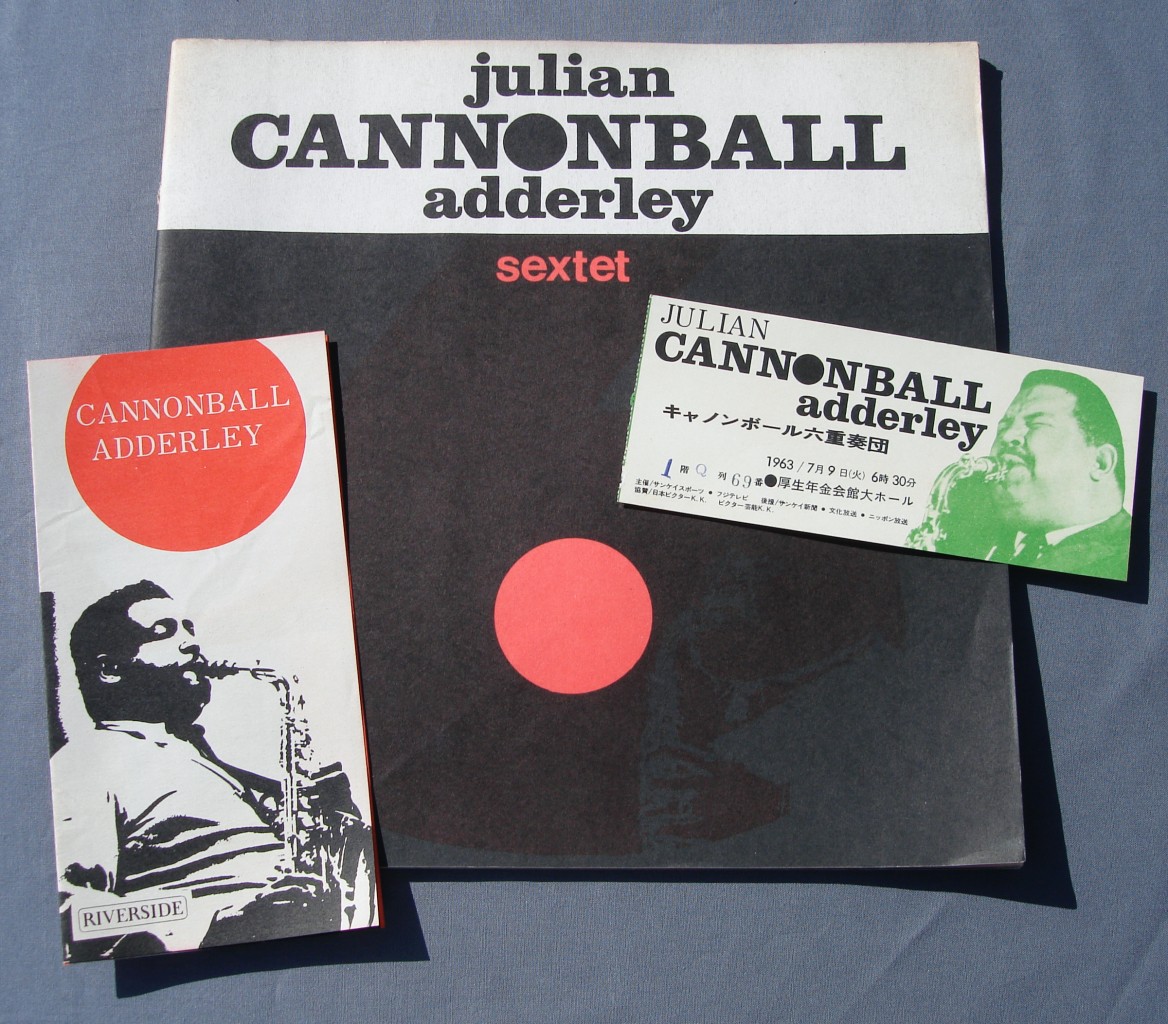 julian
CANNONBALL
adderley
sextet
CANNONBALL
ADDERLEY
RIVERSIDE
JULIAN
CANNONBALL
adderley
キャノンボール六重奏団
1963/7月9日(火) 6時30分
1階 Q 列 69番 ●厚生年金会館大ホール
主催/サンケイスポーツ ● フジテレビ 後援/サンケイ新聞 ● 文化放送 ● ニッポン放送
協賛/日本ビクターK.K. ビクター芸能K.K.